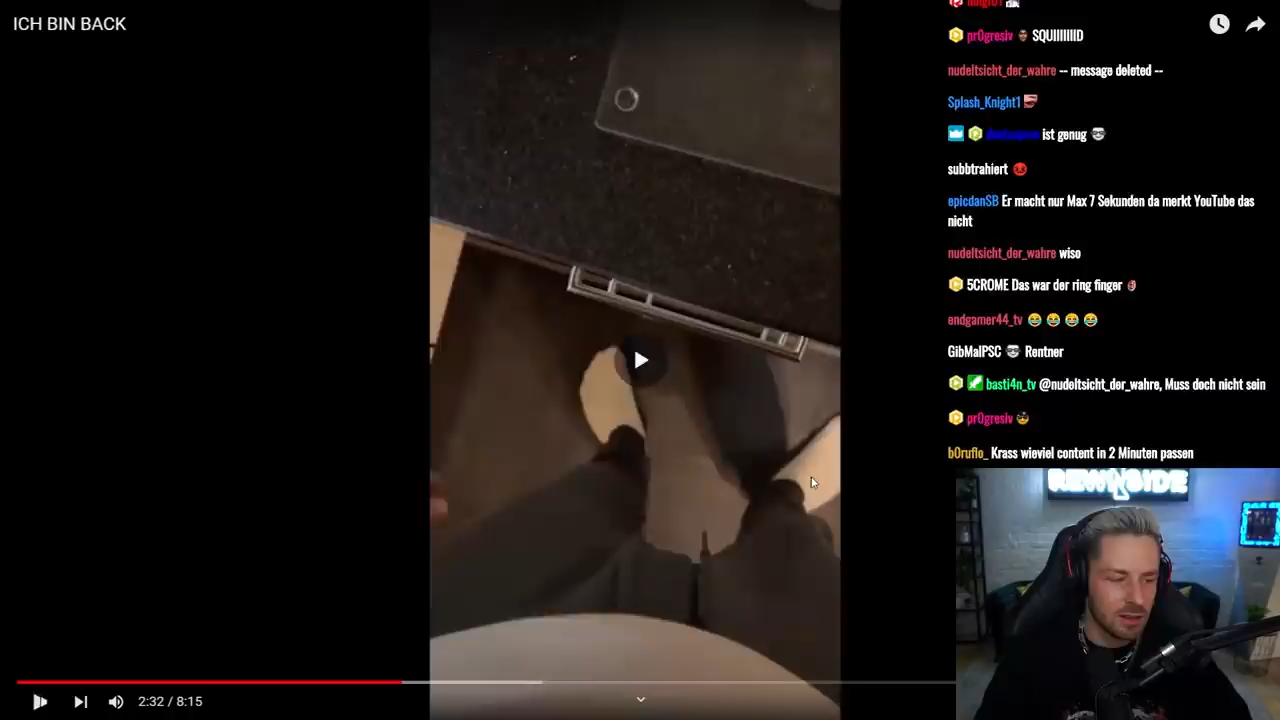 ICH BIN BACK
pr0gresiv SQUIIIIIIID
nudeltsicht_der_wahre -- message deleted --
Splash_Knight1
ist genug
subbtrahiert
epicdanSB Er macht nur Max 7 Sekunden da merkt YouTube das
nicht
nudeltsicht_der_wahre wiso
5CROME Das war der ring finger
endgamer44_tv
GibMalPSC Rentner
basti4n_tv @nudeltsicht_der_wahre, Muss doch nicht sein
pr0gresiv
b0ruflo_ Krass wieviel content in 2 Minuten passen
REWINSIDE
2:32 / 8:15